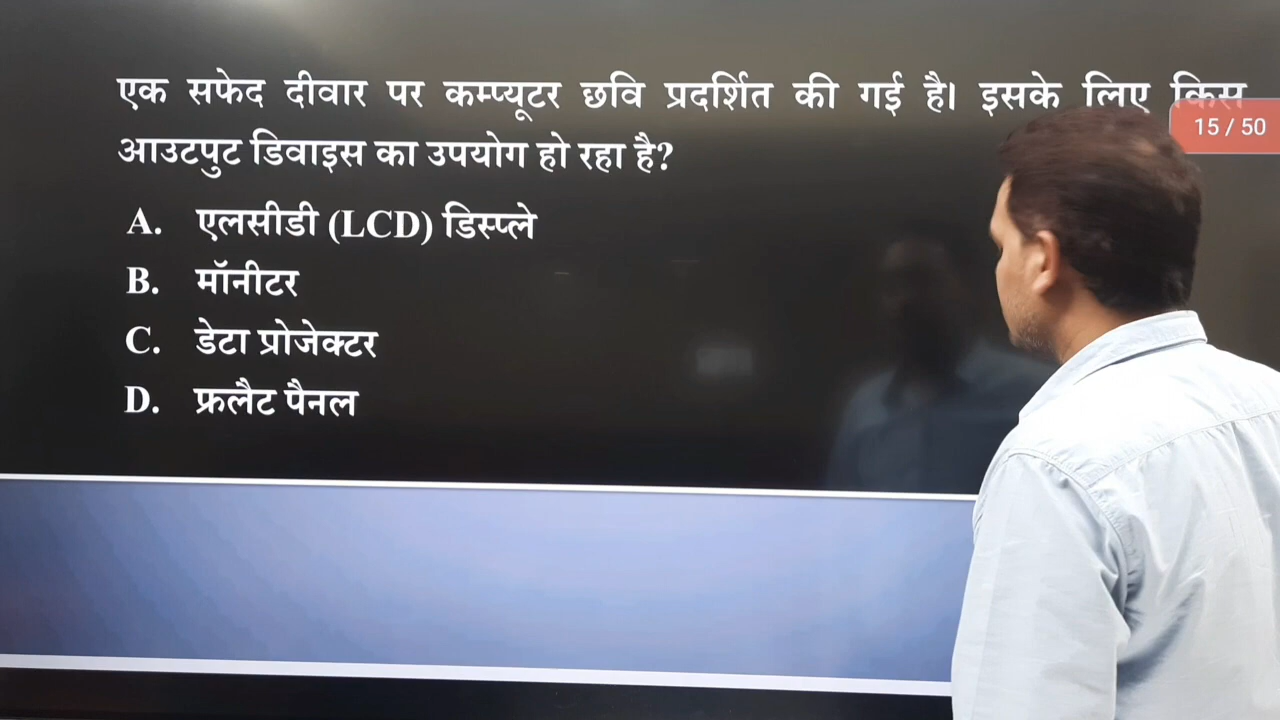 एक सफेद दीवार पर कम्प्यूटर छवि प्रदर्शित की गई है। इसके लिए किस
15 / 50
आउटपुट डिवाइस का उपयोग हो रहा है?
A. एलसीडी (LCD) डिस्प्ले
B. मॉनीटर
C. डेटा प्रोजेक्टर
D. फ्रलैट पैनल